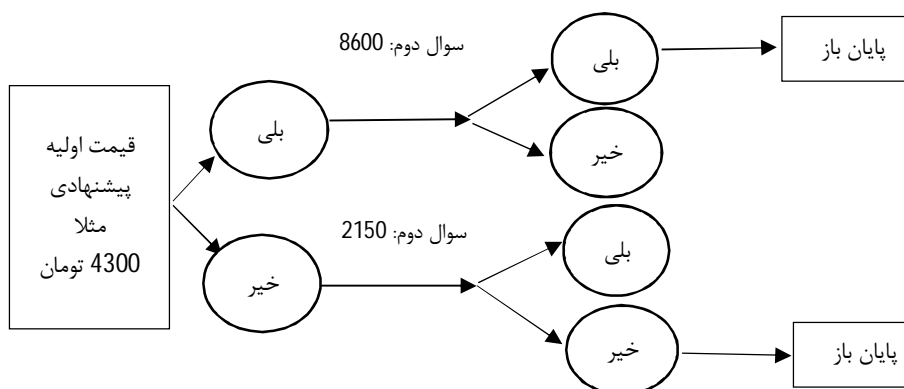 قیمت اولیه
پیشنهادی
مثلا
4300 تومان
بلی
سوال دوم: 8600
بلی
پایان باز
خیر
خیر
سوال دوم: 2150
بلی
خیر
پایان باز